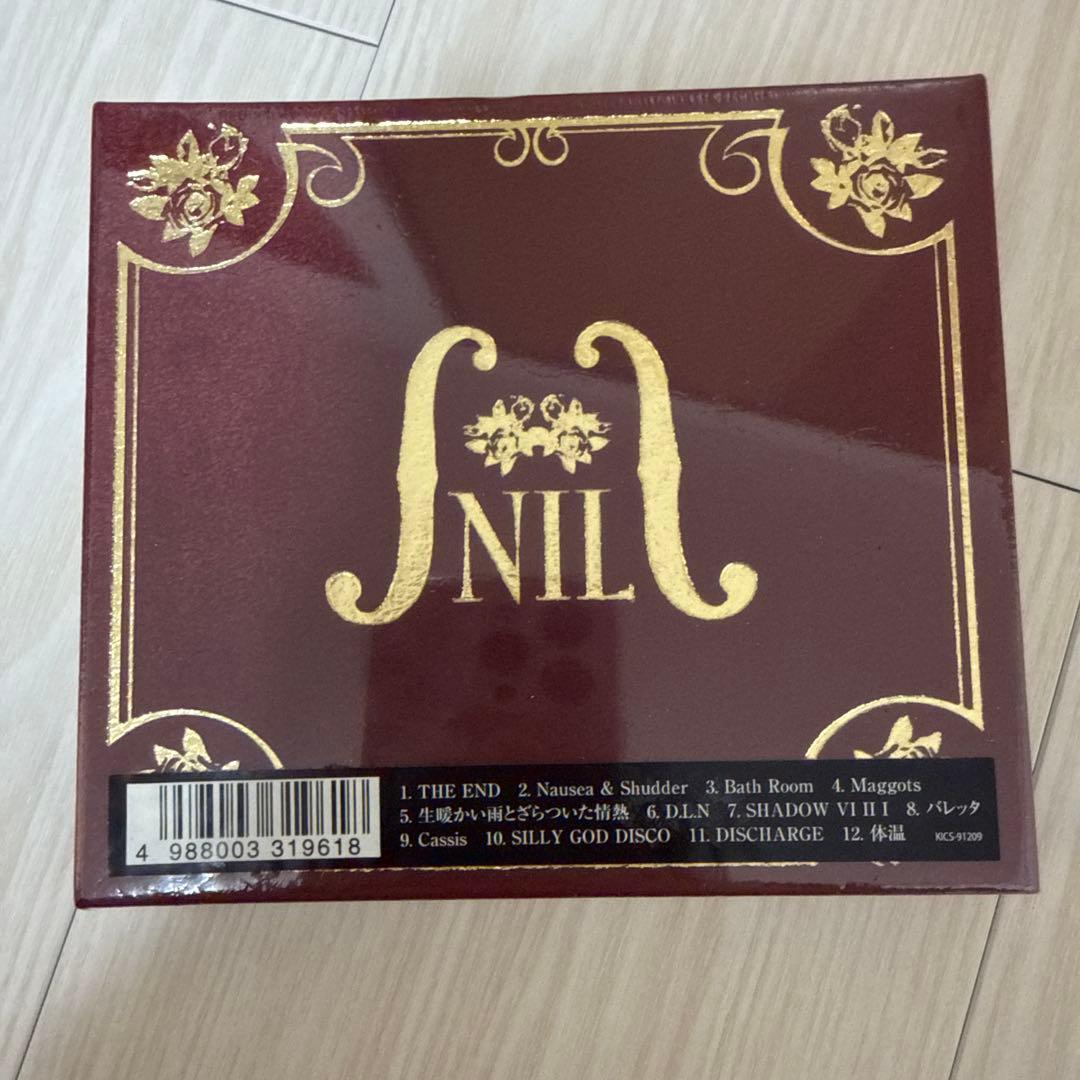 NIL
1. THE END 2. Nausea & Shudder 3. Bath Room 4. Maggots
5. 生暖かい雨とざらついた情熱 6. D.L.N 7. SHADOW VI II I 8. バレッタ
9. Cassis 10. SILLY GOD DISCO 11. DISCHARGE 12. 体温 KICS-91209
4 988003 319618